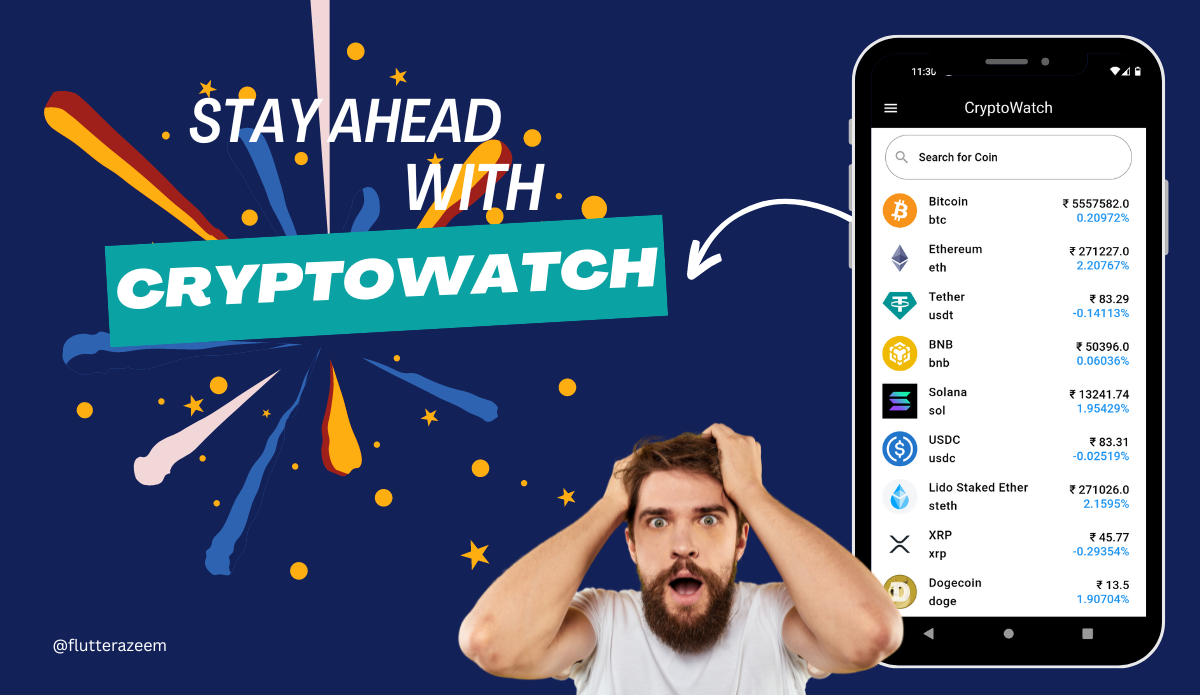 STAY AHEAD
WITH
CRYPTOWATCH
@flutterazeem
CryptoWatch
Search for Coin
Bitcoin ₹ 5557582.0
btc 0.20972%
Ethereum ₹ 271227.0
eth 2.20767%
Tether ₹ 83.29
usdt -0.14113%
BNB ₹ 50396.0
bnb 0.06036%
Solana ₹ 13241.74
sol 1.95429%
USDC ₹ 83.31
usdc -0.02519%
Lido Staked Ether ₹ 271026.0
steth 2.1595%
XRP ₹ 45.77
xrp -0.29354%
Dogecoin ₹ 13.5
doge 1.90704%